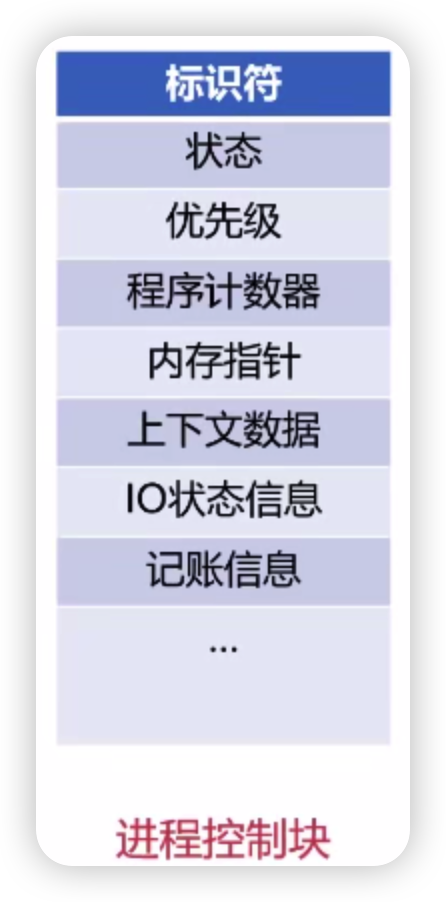 标识符
状态
优先级
程序计数器
内存指针
上下文数据
IO状态信息
记账信息
...
进程控制块